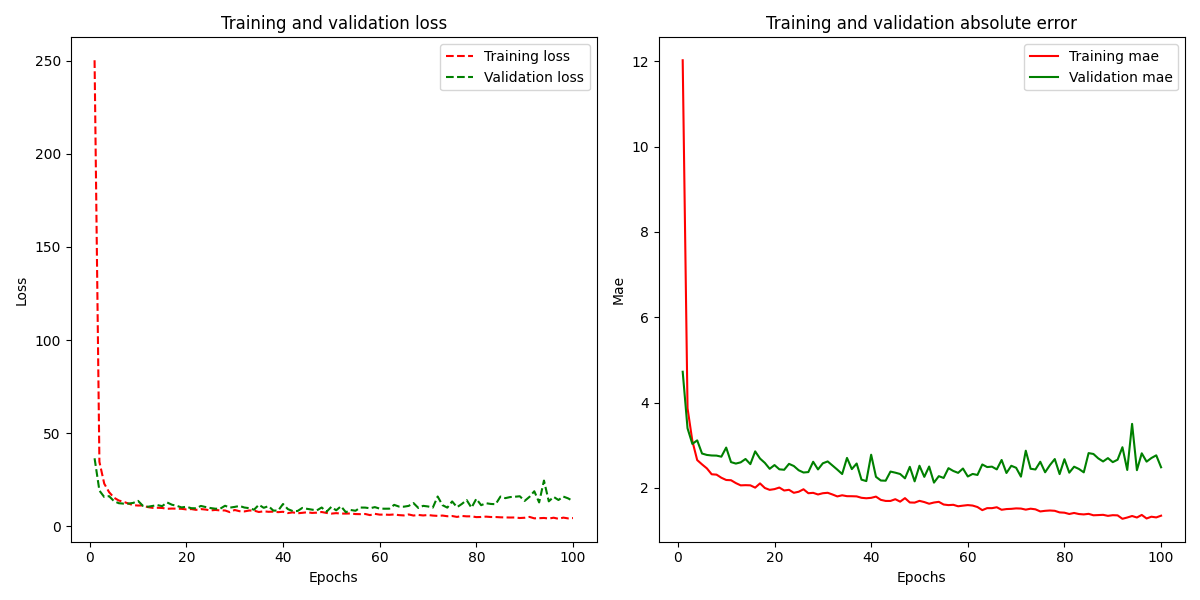 Training and validation loss
250
200
150
100
50
0
Loss
0 20 40 60 80 100
Epochs
Training loss
Validation loss
Training and validation absolute error
12
10
8
6
4
2
Mae
0 20 40 60 80 100
Epochs
Training mae
Validation mae